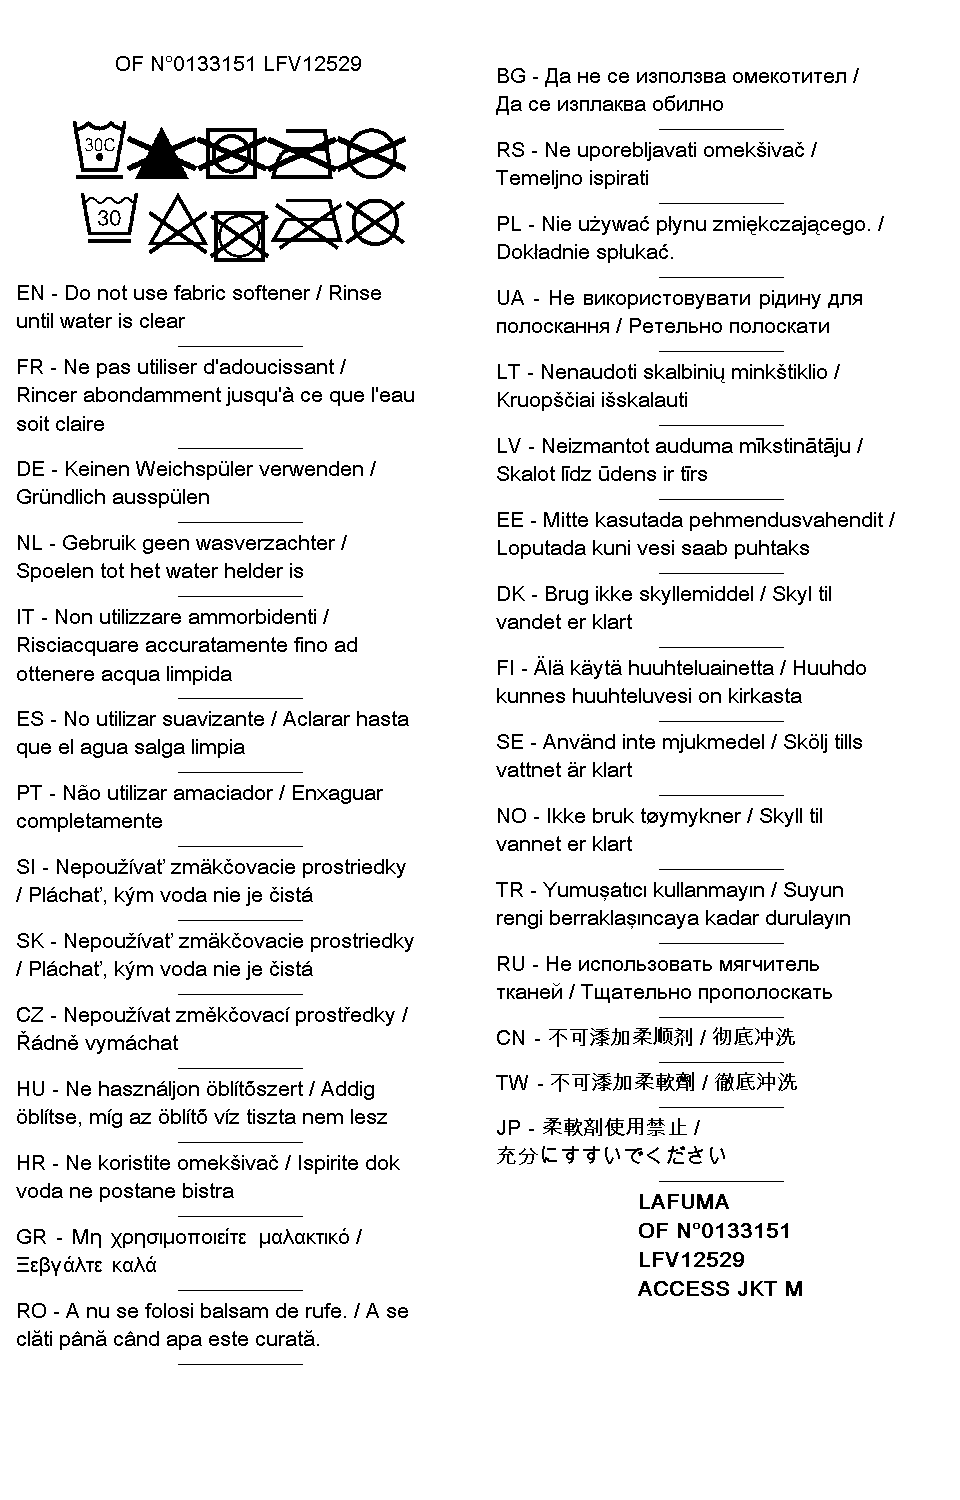 OF N°0133151 LFV12529
30C
30
EN - Do not use fabric softener / Rinse
until water is clear
FR - Ne pas utiliser d'adoucissant /
Rincer abondamment jusqu'à ce que l'eau
soit claire
DE - Keinen Weichspüler verwenden /
Gründlich ausspülen
NL - Gebruik geen wasverzachter /
Spoelen tot het water helder is
IT - Non utilizzare ammorbidenti /
Risciacquare accuratamente fino ad
ottenere acqua limpida
ES - No utilizar suavizante / Aclarar hasta
que el agua salga limpia
PT - Não utilizar amaciador / Enxaguar
completamente
SI - Nepoužívať zmäkčovacie prostriedky
/ Pláchať, kým voda nie je čistá
SK - Nepoužívať zmäkčovacie prostriedky
/ Pláchať, kým voda nie je čistá
CZ - Nepoužívat změkčovací prostředky /
Řádně vymáchat
HU - Ne használjon öblítőszert / Addig
öblítse, míg az öblítő víz tiszta nem lesz
HR - Ne koristite omekšivač / Ispirite dok
voda ne postane bistra
GR - Μη χρησιμοποιείτε μαλακτικό /
Ξεβγάλτε καλά
RO - A nu se folosi balsam de rufe. / A se
clăti până când apa este curată.
BG - Да не се използва омекотител /
Да се изплаква обилно
RS - Ne uporebljavati omekšivač /
Temeljno ispirati
PL - Nie używać płynu zmiękczającego. /
Dokładnie spłukać.
UA - Не використовувати рідину для
полоскання / Ретельно полоскати
LT - Nenaudoti skalbinių minkštiklio /
Kruopščiai išskalauti
LV - Neizmantot auduma mīkstinātāju /
Skalot līdz ūdens ir tīrs
EE - Mitte kasutada pehmendusvahendit /
Loputada kuni vesi saab puhtaks
DK - Brug ikke skyllemiddel / Skyl til
vandet er klart
FI - Älä käytä huuhteluainetta / Huuhdo
kunnes huuhteluvesi on kirkasta
SE - Använd inte mjukmedel / Skölj tills
vattnet är klart
NO - Ikke bruk tøymykner / Skyll til
vannet er klart
TR - Yumuşatıcı kullanmayın / Suyun
rengi berraklaşıncaya kadar durulayın
RU - Не использовать мягчитель
тканей / Тщательно прополоскать
CN - 不可漆加柔顺剂 / 彻底冲洗
TW - 不可漆加柔軟劑 / 徹底沖洗
JP - 柔軟剤使用禁止 /
充分にすすいでください
LAFUMA
OF N°0133151
LFV12529
ACCESS JKT M